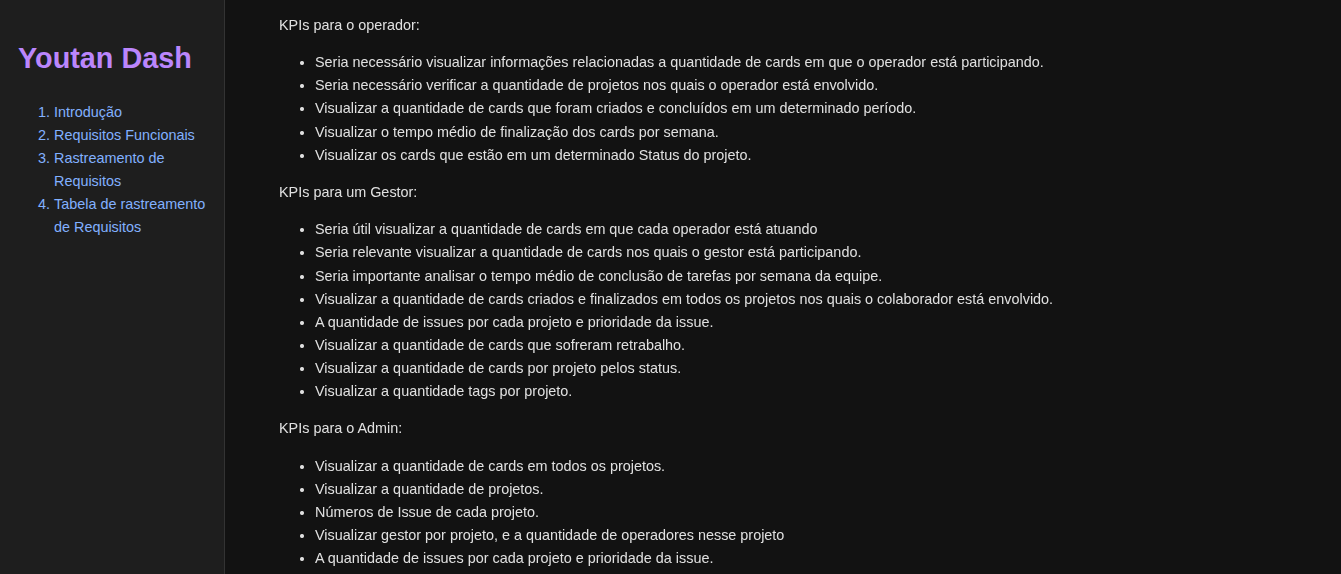 Youtan Dash
1. Introdução
2. Requisitos Funcionais
3. Rastreamento de
Requisitos
4. Tabela de rastreamento
de Requisitos
KPIs para o operador:
• Seria necessário visualizar informações relacionadas a quantidade de cards em que o operador está participando.
• Seria necessário verificar a quantidade de projetos nos quais o operador está envolvido.
• Visualizar a quantidade de cards que foram criados e concluídos em um determinado período.
• Visualizar o tempo médio de finalização dos cards por semana.
• Visualizar os cards que estão em um determinado Status do projeto.
KPIs para um Gestor:
• Seria útil visualizar a quantidade de cards em que cada operador está atuando
• Seria relevante visualizar a quantidade de cards nos quais o gestor está participando.
• Seria importante analisar o tempo médio de conclusão de tarefas por semana da equipe.
• Visualizar a quantidade de cards criados e finalizados em todos os projetos nos quais o colaborador está envolvido.
• A quantidade de issues por cada projeto e prioridade da issue.
• Visualizar a quantidade de cards que sofreram retrabalho.
• Visualizar a quantidade de cards por projeto pelos status.
• Visualizar a quantidade tags por projeto.
KPIs para o Admin:
• Visualizar a quantidade de cards em todos os projetos.
• Visualizar a quantidade de projetos.
• Números de Issue de cada projeto.
• Visualizar gestor por projeto, e a quantidade de operadores nesse projeto
• A quantidade de issues por cada projeto e prioridade da issue.